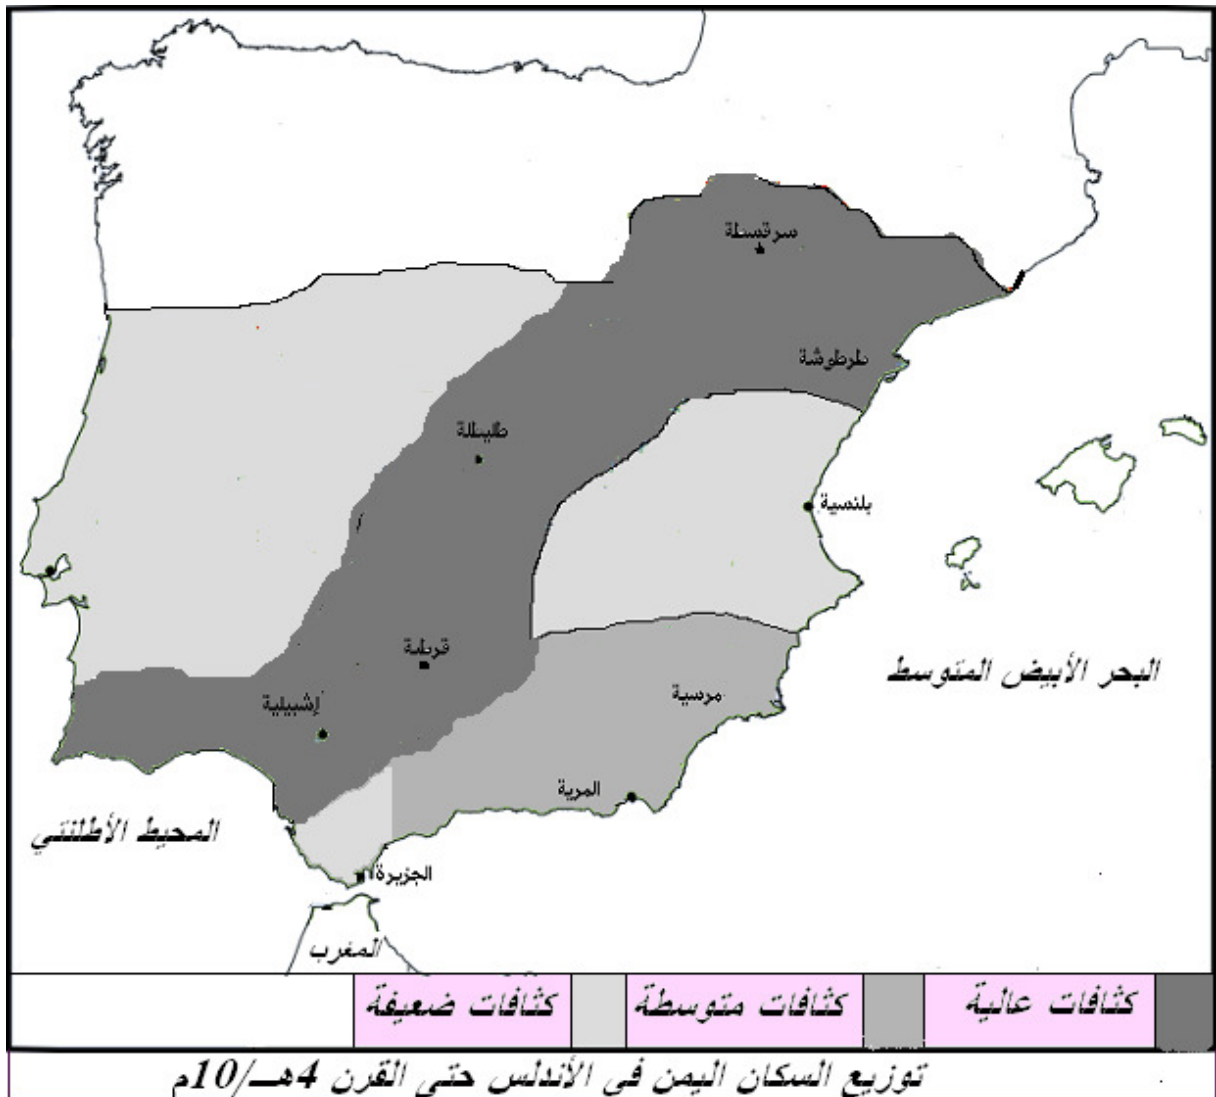 سرقسطة
طرطوشة
طليطلة
بلنسية
قرطبة
البحر الأبيض المتوسط
مرسية
إشبيلية
المرية
المحيط الأطلنتي
الجزيرة
المغرب
كثافات عالية
كثافات متوسطة
كثافات ضعيفة
توزيع السكان اليمن في الأندلس حتى القرن 4هـ/10م